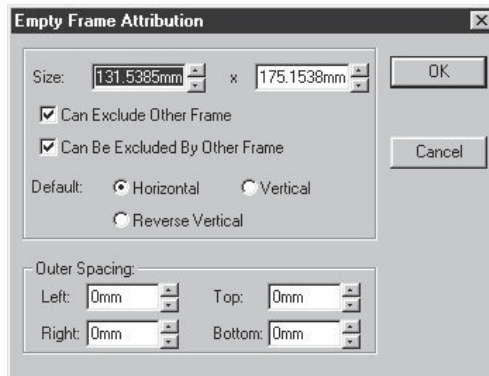 Empty Frame Attribution
Size: 131.5385mm x 175.1538mm
OK
Can Exclude Other Frame
Can Be Excluded By Other Frame
Cancel
Default: Horizontal Vertical
Reverse Vertical
Outer Spacing:
Left: 0mm Top: 0mm
Right: 0mm Bottom: 0mm